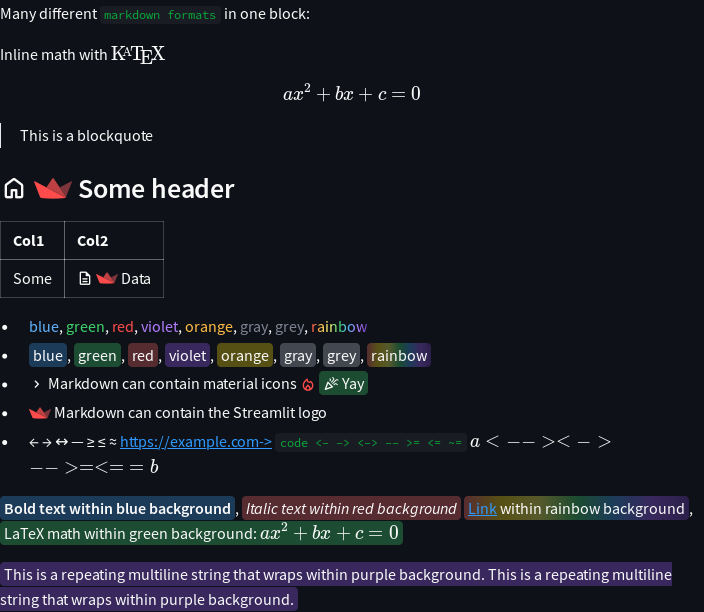 Many different markdown formats in one block:
Inline math with KATEX
ax² + bx + c = 0
This is a blockquote
Some header
Col1 Col2
Some Data
blue, green, red, violet, orange, gray, grey, rainbow
blue, green, red, violet, orange, gray, grey, rainbow
Markdown can contain material icons Yay
Markdown can contain the Streamlit logo
← → ↔ — ≥ ≤ ≈ https://example.com-> code <- -> <-> -- >= <= ~= a < −− >< − >
−− >=<= = b
Bold text within blue background, Italic text within red background Link within rainbow background,
LaTeX math within green background: ax² + bx + c = 0
This is a repeating multiline string that wraps within purple background. This is a repeating multiline
string that wraps within purple background.